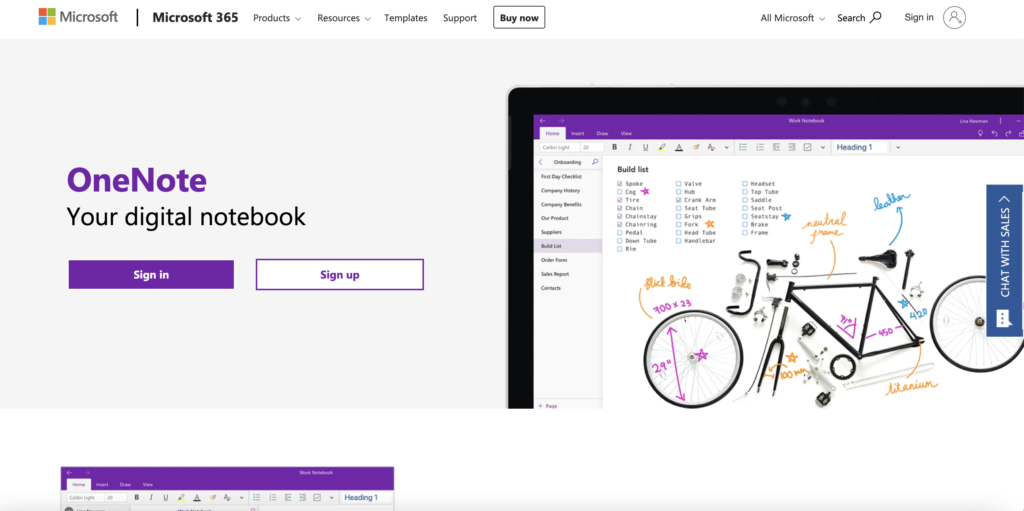 Microsoft
Microsoft 365
Products
Resources
Templates
Support
Buy now
All Microsoft
Search
Sign in
OneNote
Your digital notebook
Sign in
Sign up
CHAT WITH SALES
Work Notebook
Lina Newman
Home Insert Draw View
Calibri Light 20 B I U A Heading 1
Onboarding
First Day Checklist
Company History
Company Benefits
Our Product
Suppliers
Build List
Order Form
Sales Report
Contacts
+ Page
Build list
Spoke
Cog
Tire
Chain
Chainstay
Chainring
Pedal
Down Tube
Rim
Valve
Hub
Crank Arm
Seat Tube
Grips
Fork
Head Tube
Handlebar
Headset
Top Tube
Saddle
Seat Post
Seatstay
Brake
Frame
slick bike
700 x 23
29"
neutral
frame
leather
420
450
100 mm
titanium
Work Notebook
Home Insert Draw View
Calibri Light 20 B I U A Heading 1